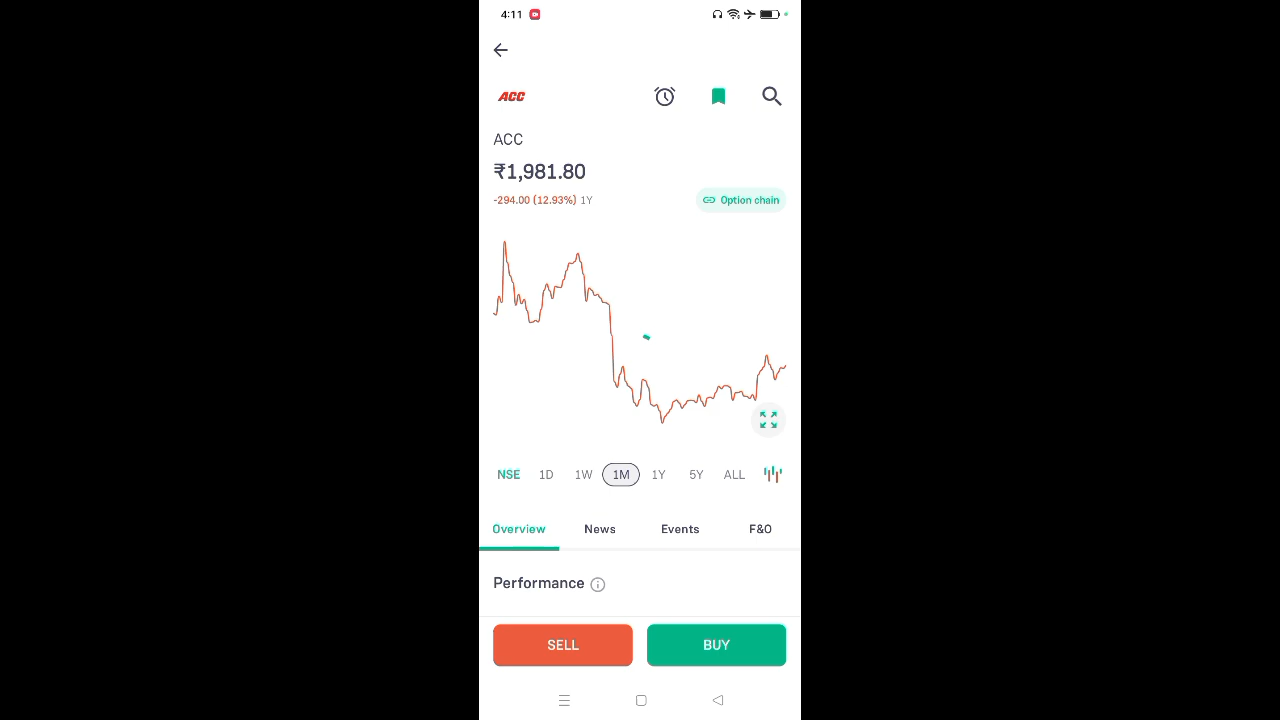 4:11
ACC
ACC
₹1,981.80
-294.00 (12.93%) 1Y
Option chain
NSE 1D 1W 1M 1Y 5Y ALL
Overview News Events F&O
Performance
SELL BUY